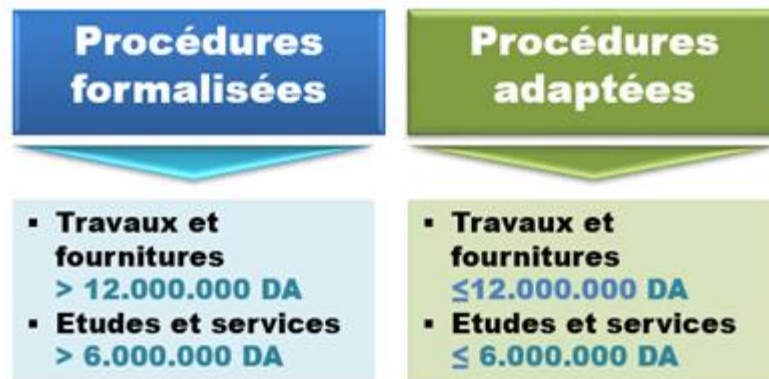 Procédures
formalisées
▪ Travaux et
fournitures
> 12.000.000 DA
▪ Etudes et services
> 6.000.000 DA
Procédures
adaptées
▪ Travaux et
fournitures
≤12.000.000 DA
▪ Etudes et services
≤ 6.000.000 DA